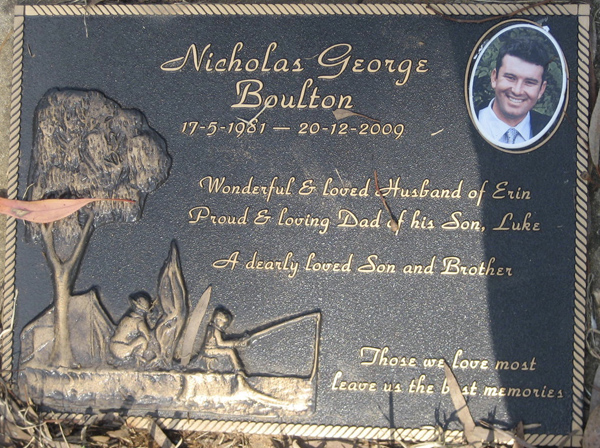 Nicholas George
Boulton
17-5-1981 — 20-12-2009
Wonderful & loved Husband of Erin
Proud & loving Dad of his Son, Luke
A dearly loved Son and Brother
Those we love most
leave us the best memories